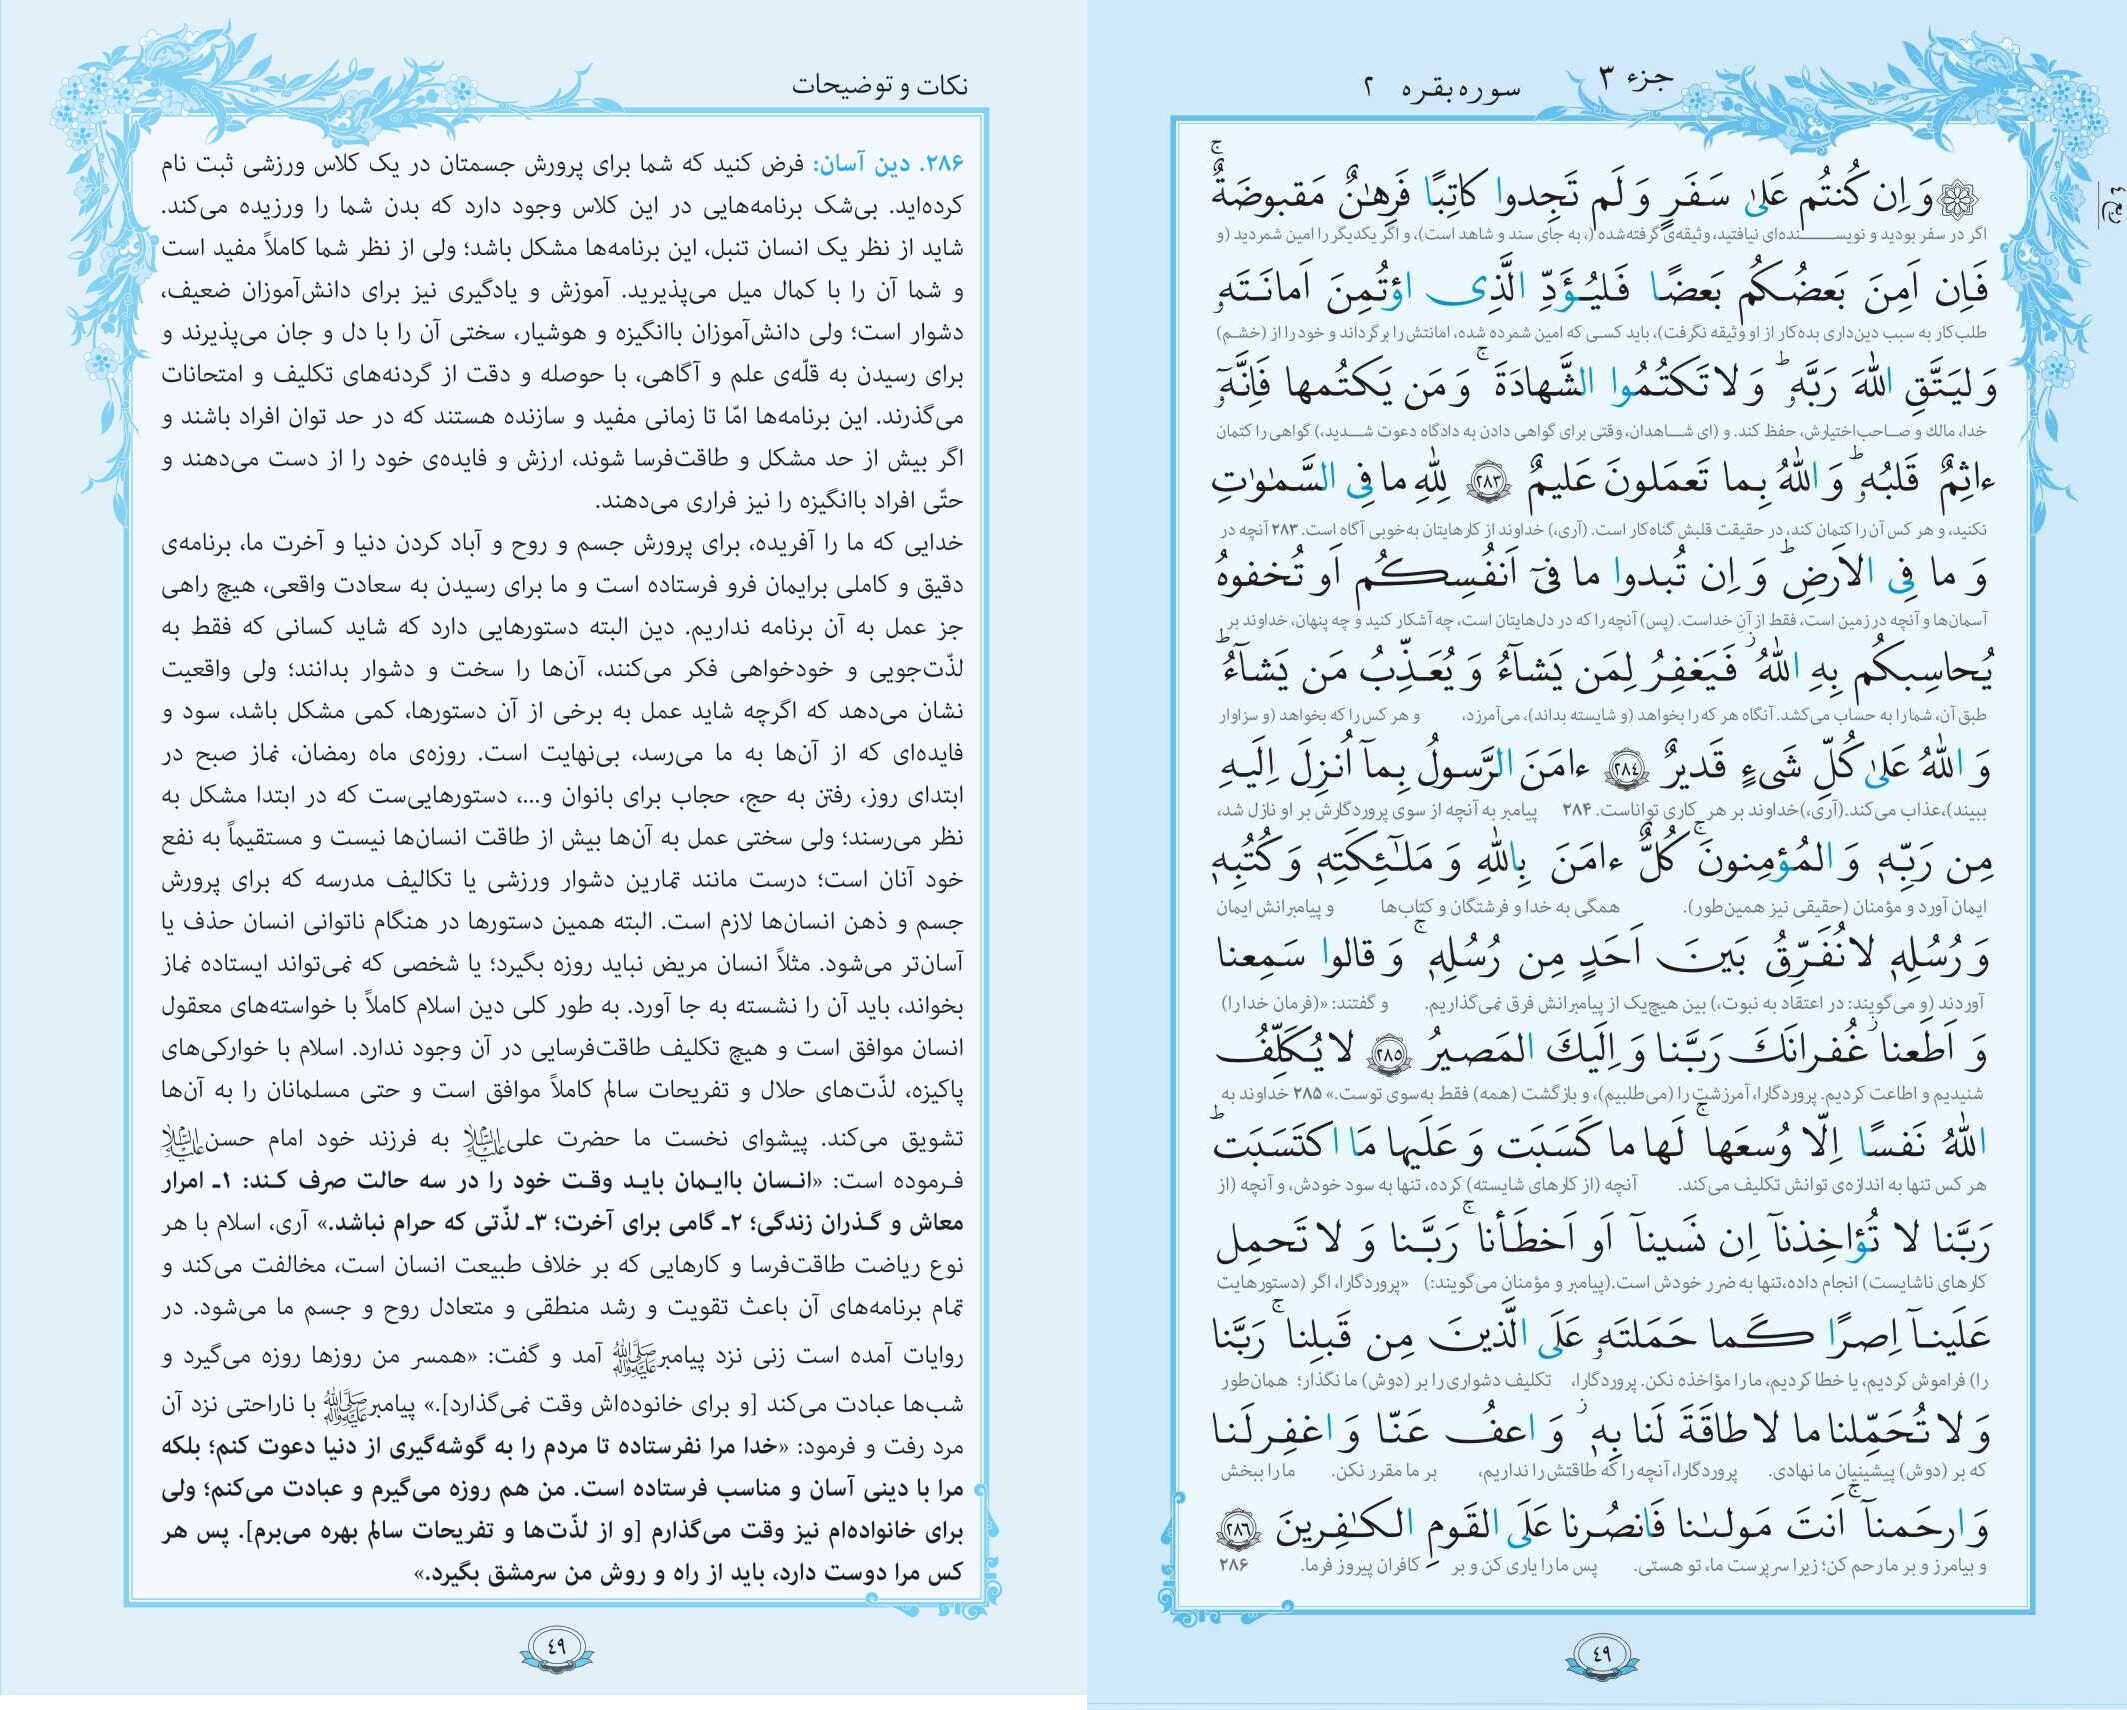 جزء ۳
سوره بقره ۲
وَ اِن كُنتُم عَلىٰ سَفَرٍ وَ لَم تَجِدوا كاتِبًا فَرِهٰنٌ مَقبوضَةٌ ۚ
اگر در سفر بودید و نویسنده‌ای نیافتید، وثیقه‌ی گرفته‌شده (، به جای سند و شاهد است)، و اگر یکدیگر را امین شمردید (و
فَاِن اَمِنَ بَعضُكُم بَعضًا فَليُؤَدِّ الَّذِى اؤتُمِنَ اَمانَتَهٗ
طلب‌کار به سبب دین‌داری بده‌کار از او وثیقه نگرفت)، باید کسی که امین شمرده شده، امانتش را برگرداند و خود را از (خشم)
وَ ليَتَّقِ اللّٰهَ رَبَّهٗ ۗ وَ لا تَكتُمُوا الشَّهادَةَ ۚ وَ مَن يَكتُمها فَاِنَّهٗٓ
خدا، مالك و صاحب‌اختیارش، حفظ کند. و (ای شاهدان، وقتی برای گواهی دادن به دادگاه دعوت شدید،) گواهی را کتمان
ءاثِمٌ قَلبُهٗ ۗ وَ اللّٰهُ بِما تَعمَلونَ عَليمٌ ﴿۲۸۳﴾ لِلّٰهِ ما فِى السَّمٰوٰتِ
نکنید، و هر کس آن را کتمان کند، در حقیقت قلبش گناه‌کار است. (آری،) خداوند از کارهایتان به‌خوبی آگاه است. ۲۸۳ آنچه در
وَ ما فِى الاَرضِ ۗ وَ اِن تُبدوا ما فىٓ اَنفُسِكُم اَو تُخفوهُ
آسمان‌ها و آنچه در زمین است، فقط از آنِ خداست. (پس) آنچه را که در دل‌هایتان است، چه آشکار کنید و چه پنهان، خداوند بر
يُحاسِبكُم بِهِ اللّٰهُ ۖ فَيَغفِرُ لِمَن يَشآءُ وَ يُعَذِّبُ مَن يَشآءُ ۗ
طبق آن، شما را به حساب می‌کشد. آنگاه هر که را بخواهد (و شایسته بداند)، می‌آمرزد، و هر کس را که بخواهد (و سزاوار
وَ اللّٰهُ عَلىٰ كُلِّ شَىءٍ قَديرٌ ﴿۲۸٤﴾ ءامَنَ الرَّسولُ بِمآ اُنزِلَ اِلَيهِ
ببیند)،عذاب می‌کند.(آری،)خداوند بر هر کاری تواناست. ۲۸۴ پیامبر به آنچه از سوی پروردگارش بر او نازل شد،
مِن رَبِّهٖ وَ المُؤمِنونَ ۚ كُلٌّ ءامَنَ بِاللّٰهِ وَ مَلٰٓئِكَتِهٖ وَ كُتُبِهٖ
ایمان آورد و مؤمنان (حقیقی نیز همین‌طور). همگی به خدا و فرشتگان و کتاب‌ها و پیامبرانش ایمان
وَ رُسُلِهٖ لا نُفَرِّقُ بَينَ اَحَدٍ مِن رُسُلِهٖ ۚ وَ قالوا سَمِعنا
آوردند (و می‌گویند: در اعتقاد به نبوت،) بین هیچ‌یک از پیامبرانش فرق نمی‌گذاریم. و گفتند: «(فرمان خدا را)
وَ اَطَعنا ۖ غُفرانَكَ رَبَّنا وَ اِلَيكَ المَصيرُ ﴿۲۸٥﴾ لا يُكَلِّفُ
شنیدیم و اطاعت کردیم. پروردگارا، آمرزشت را (می‌طلبیم)، و بازگشت (همه) فقط به‌سوی توست.» ۲۸۵ خداوند به
اللّٰهُ نَفسًا اِلّا وُسعَها ۚ لَها ما كَسَبَت وَ عَلَيها مَا اكتَسَبَت ۗ
هر کس تنها به اندازه‌ی توانش تکلیف می‌کند. آنچه (از کارهای شایسته) کرده، تنها به سود خودش، و آنچه (از
رَبَّنا لا تُؤاخِذنآ اِن نَسينآ اَو اَخطَأنا ۚ رَبَّنا وَ لا تَحمِل
کارهای ناشایست) انجام داده،تنها به ضرر خودش است.(پیامبر و مؤمنان می‌گویند:) «پروردگارا، اگر (دستورهایت
عَلَينآ اِصرًا كَما حَمَلتَهٗ عَلَى الَّذينَ مِن قَبلِنا ۚ رَبَّنا
را) فراموش کردیم، یا خطا کردیم، ما را مؤاخذه نکن. پروردگارا، تکلیف دشواری را بر (دوش) ما نگذار؛ همان‌طور
وَ لا تُحَمِّلنا ما لا طاقَةَ لَنا بِهٖ ۖ وَ اعفُ عَنّا وَ اغفِر لَنا
که بر (دوش) پیشینیان ما نهادی. پروردگارا، آنچه را که طاقتش را نداریم، بر ما مقرر نکن. ما را ببخش
وَ ارحَمنآ ۚ اَنتَ مَولىٰنا فَانصُرنا عَلَى القَومِ الكٰفِرينَ ﴿۲۸٦﴾
و بیامرز و بر ما رحم کن؛ زیرا سرپرست ما، تو هستی. پس ما را یاری کن و بر کافران پیروز فرما. ۲۸۶
٤٩
نکات و توضیحات
۲۸۶. دین آسان: فرض کنید که شما برای پرورش جسمتان در یک کلاس ورزشی ثبت نام
کرده‌اید. بی‌شک برنامه‌هایی در این کلاس وجود دارد که بدن شما را ورزیده می‌کند.
شاید از نظر یک انسان تنبل، این برنامه‌ها مشکل باشد؛ ولی از نظر شما کاملاً مفید است
و شما آن را با کمال میل می‌پذیرید. آموزش و یادگیری نیز برای دانش‌آموزان ضعیف،
دشوار است؛ ولی دانش‌آموزان باانگیزه و هوشیار، سختی آن را با دل و جان می‌پذیرند و
برای رسیدن به قلّه‌ی علم و آگاهی، با حوصله و دقت از گردنه‌های تکلیف و امتحانات
می‌گذرند. این برنامه‌ها امّا تا زمانی مفید و سازنده هستند که در حد توان افراد باشند و
اگر بیش از حد مشکل و طاقت‌فرسا شوند، ارزش و فایده‌ی خود را از دست می‌دهند و
حتّی افراد باانگیزه را نیز فراری می‌دهند.
خدایی که ما را آفریده، برای پرورش جسم و روح و آباد کردن دنیا و آخرت ما، برنامه‌ی
دقیق و کاملی برایمان فرو فرستاده است و ما برای رسیدن به سعادت واقعی، هیچ راهی
جز عمل به آن برنامه نداریم. دین البته دستورهایی دارد که شاید کسانی که فقط به
لذّت‌جویی و خودخواهی فکر می‌کنند، آن‌ها را سخت و دشوار بدانند؛ ولی واقعیت
نشان می‌دهد که اگرچه شاید عمل به برخی از آن دستورها، کمی مشکل باشد، سود و
فایده‌ای که از آن‌ها به ما می‌رسد، بی‌نهایت است. روزه‌ی ماه رمضان، نماز صبح در
ابتدای روز، رفتن به حج، حجاب برای بانوان و...، دستورهایی‌ست که در ابتدا مشکل به
نظر می‌رسند؛ ولی سختی عمل به آن‌ها بیش از طاقت انسان‌ها نیست و مستقیماً به نفع
خود آنان است؛ درست مانند تمارین دشوار ورزشی یا تکالیف مدرسه که برای پرورش
جسم و ذهن انسان‌ها لازم است. البته همین دستورها در هنگام ناتوانی انسان حذف یا
آسان‌تر می‌شود. مثلاً انسان مریض نباید روزه بگیرد؛ یا شخصی که نمی‌تواند ایستاده نماز
بخواند، باید آن را نشسته به جا آورد. به طور کلی دین اسلام کاملاً با خواسته‌های معقول
انسان موافق است و هیچ تکلیف طاقت‌فرسایی در آن وجود ندارد. اسلام با خوارکی‌های
پاکیزه، لذّت‌های حلال و تفریحات سالم کاملاً موافق است و حتی مسلمانان را به آن‌ها
تشویق می‌کند. پیشوای نخست ما حضرت علی علیه‌السلام به فرزند خود امام حسن علیه‌السلام
فرموده است: «انسان باایمان باید وقت خود را در سه حالت صرف کند: ۱ـ امرار
معاش و گذران زندگی؛ ۲ـ گامی برای آخرت؛ ۳ـ لذّتی که حرام نباشد.» آری، اسلام با هر
نوع ریاضت طاقت‌فرسا و کارهایی که بر خلاف طبیعت انسان است، مخالفت می‌کند و
تمام برنامه‌های آن باعث تقویت و رشد منطقی و متعادل روح و جسم ما می‌شود. در
روایات آمده است زنی نزد پیامبر ﷺ آمد و گفت: «همسر من روزها روزه می‌گیرد و
شب‌ها عبادت می‌کند [و برای خانواده‌اش وقت نمی‌گذارد].» پیامبر ﷺ با ناراحتی نزد آن
مرد رفت و فرمود: «خدا مرا نفرستاده تا مردم را به گوشه‌گیری از دنیا دعوت کنم؛ بلکه
مرا با دینی آسان و مناسب فرستاده است. من هم روزه می‌گیرم و عبادت می‌کنم؛ ولی
برای خانواده‌ام نیز وقت می‌گذارم [و از لذّت‌ها و تفریحات سالم بهره می‌برم]. پس هر
کس مرا دوست دارد، باید از راه و روش من سرمشق بگیرد.»
٤٩